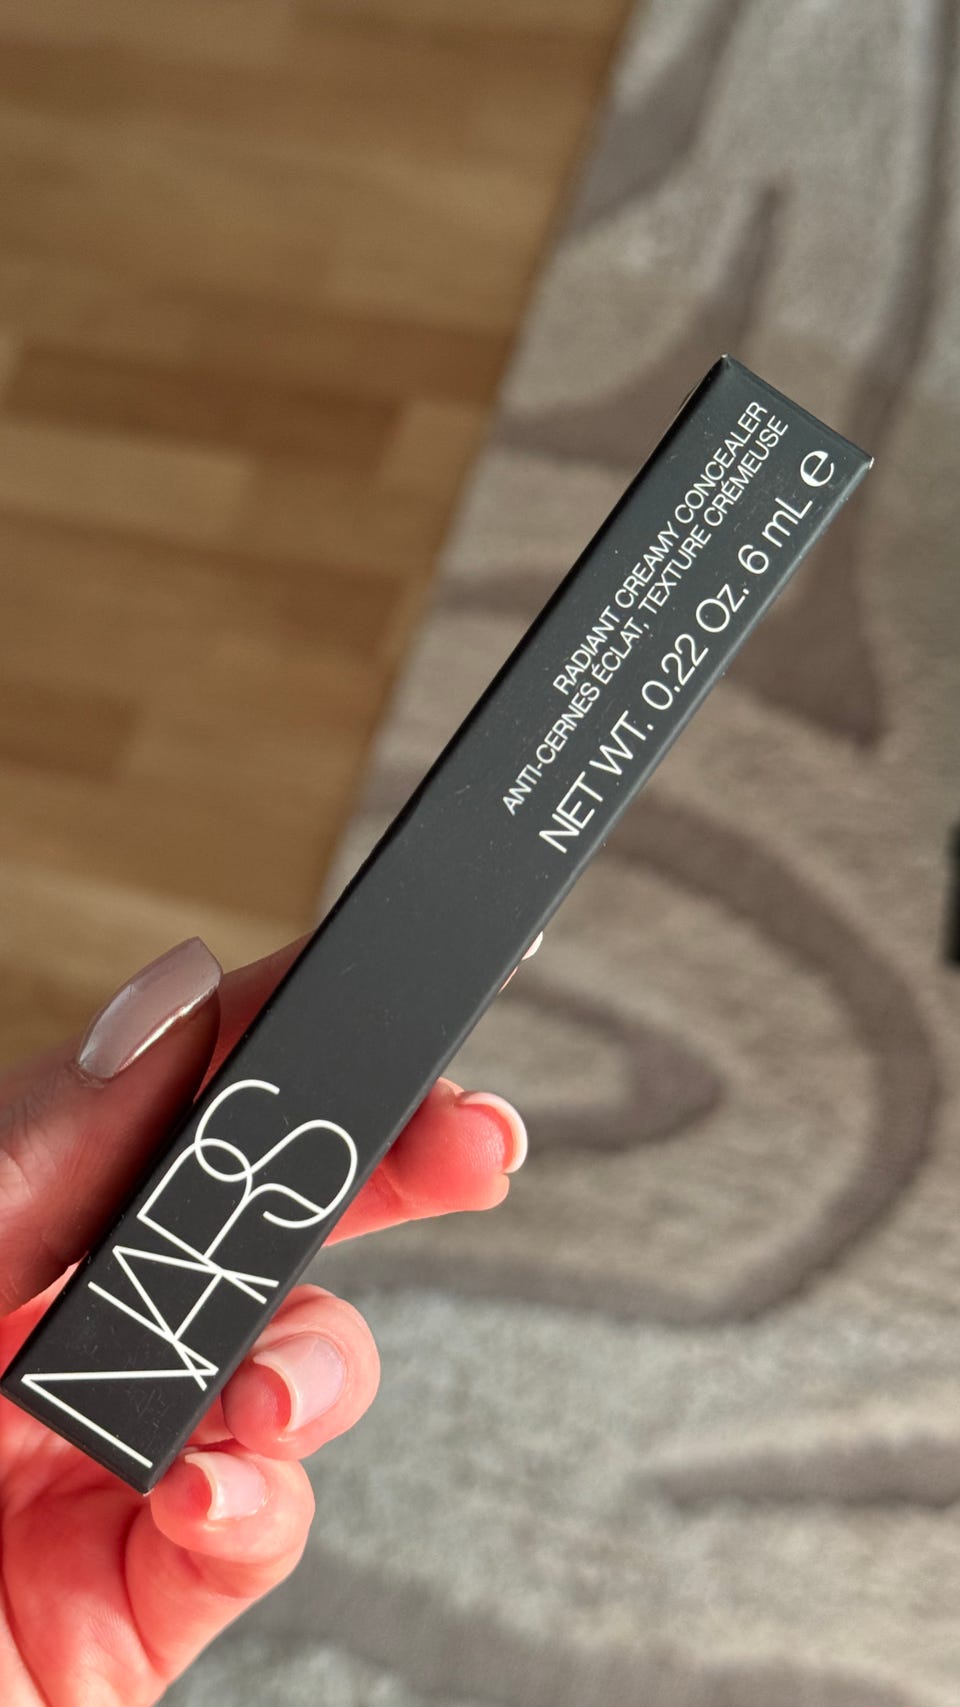 NARS
RADIANT CREAMY CONCEALER
ANTI-CERNES ÉCLAT, TEXTURE CRÉMEUSE
NET WT. 0.22 Oz. 6 mL e